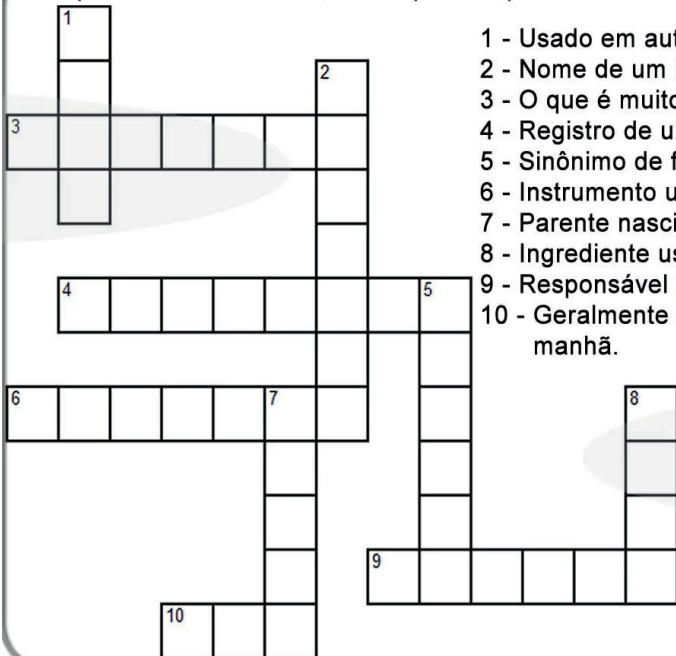 1 - Usado em aut
2 - Nome de um
3 - O que é muito
4 - Registro de u
5 - Sinônimo de f
6 - Instrumento u
7 - Parente nasci
8 - Ingrediente us
9 - Responsável
10 - Geralmente
manhã.
1
2
3
4
5
6
7
8
9
10